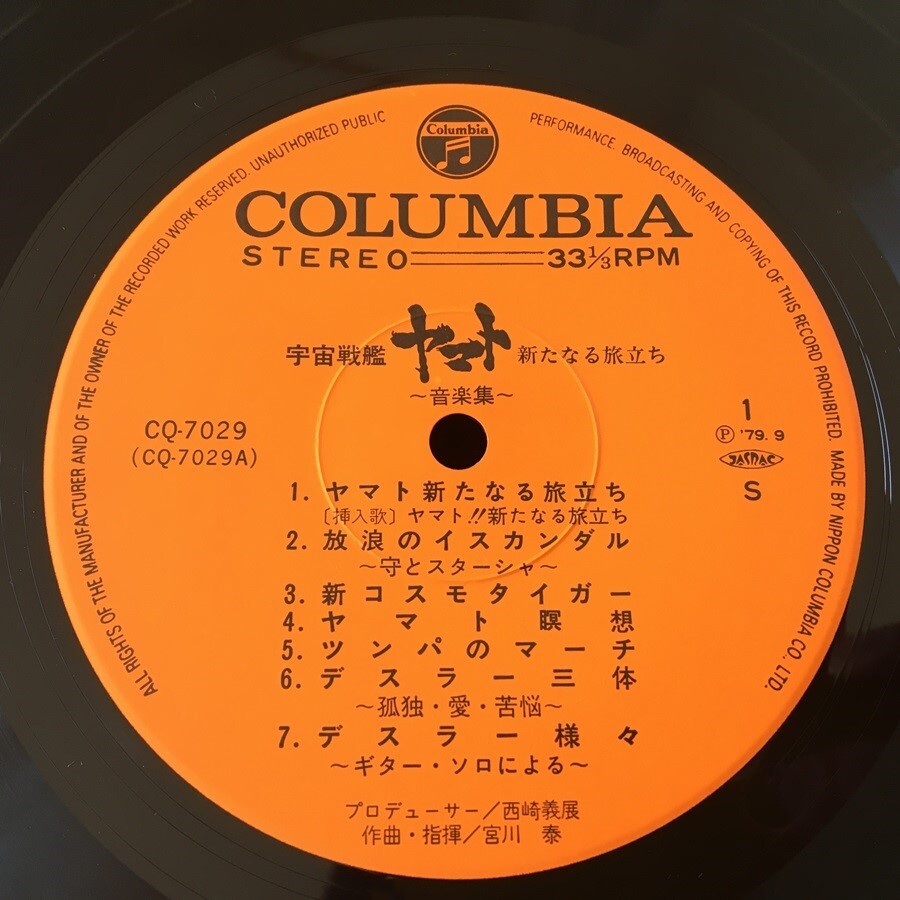 ALL RIGHTS OF THE MANUFACTURER AND OF THE OWNER OF THE RECORDED WORK RESERVED. UNAUTHORIZED PUBLIC PERFORMANCE. BROADCASTING AND COPYING OF THIS RECORD PROHIBITED. MADE BY NIPPON COLUMBIA CO., LTD.
Columbia
COLUMBIA
STEREO 33⅓RPM
宇宙戦艦ヤマト 新たなる旅立ち
〜音楽集〜
CQ-7029
(CQ-7029A)
1
Ⓟ '79. 9
JASRAC
S
1. ヤマト新たなる旅立ち
〔挿入歌〕ヤマト!!新たなる旅立ち
2. 放浪のイスカンダル
〜守とスターシャ〜
3. 新コスモタイガー
4. ヤマト瞑想
5. ツンパのマーチ
6. デスラー三体
〜孤独・愛・苦悩〜
7. デスラー様々
〜ギター・ソロによる〜
プロデューサー／西崎義展
作曲・指揮／宮川 泰